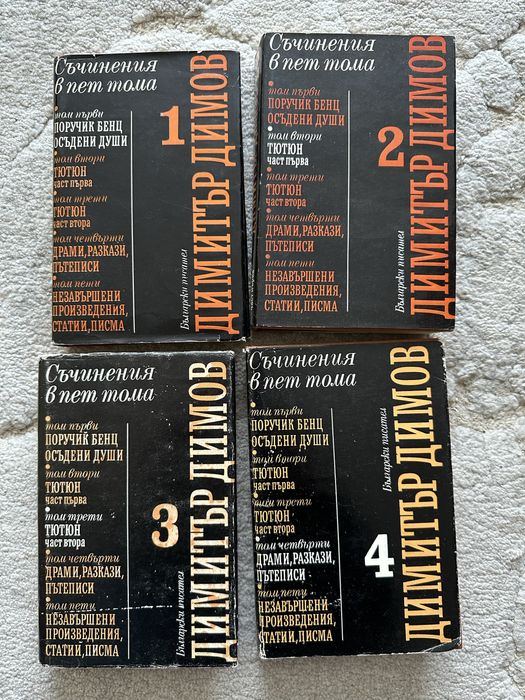 Съчинения
в пет тома
том първи
ПОРУЧИК БЕНЦ
ОСЪДЕНИ ДУШИ
том втори
ТЮТЮН
част първа
том трети
ТЮТЮН
част втора
том четвърти
ДРАМИ, РАЗКАЗИ,
ПЪТЕПИСИ
том пети
НЕЗАВЪРШЕНИ
ПРОИЗВЕДЕНИЯ,
СТАТИИ, ПИСМА
1
Български писател
ДИМИТЪР ДИМОВ
Съчинения
в пет тома
том първи
ПОРУЧИК БЕНЦ
ОСЪДЕНИ ДУШИ
том втори
ТЮТЮН
част първа
том трети
ТЮТЮН
част втора
том четвърти
ДРАМИ, РАЗКАЗИ,
ПЪТЕПИСИ
том пети
НЕЗАВЪРШЕНИ
ПРОИЗВЕДЕНИЯ,
СТАТИИ, ПИСМА
2
Български писател
ДИМИТЪР ДИМОВ
Съчинения
в пет тома
том първи
ПОРУЧИК БЕНЦ
ОСЪДЕНИ ДУШИ
том втори
ТЮТЮН
част първа
том трети
ТЮТЮН
част втора
том четвърти
ДРАМИ, РАЗКАЗИ,
ПЪТЕПИСИ
том пети
НЕЗАВЪРШЕНИ
ПРОИЗВЕДЕНИЯ,
СТАТИИ, ПИСМА
3
Български писател
ДИМИТЪР ДИМОВ
Съчинения
в пет тома
том първи
ПОРУЧИК БЕНЦ
ОСЪДЕНИ ДУШИ
том втори
ТЮТЮН
част първа
том трети
ТЮТЮН
част втора
том четвърти
ДРАМИ, РАЗКАЗИ,
ПЪТЕПИСИ
том пети
НЕЗАВЪРШЕНИ
ПРОИЗВЕДЕНИЯ,
СТАТИИ, ПИСМА
4
Български писател
ДИМИТЪР ДИМОВ